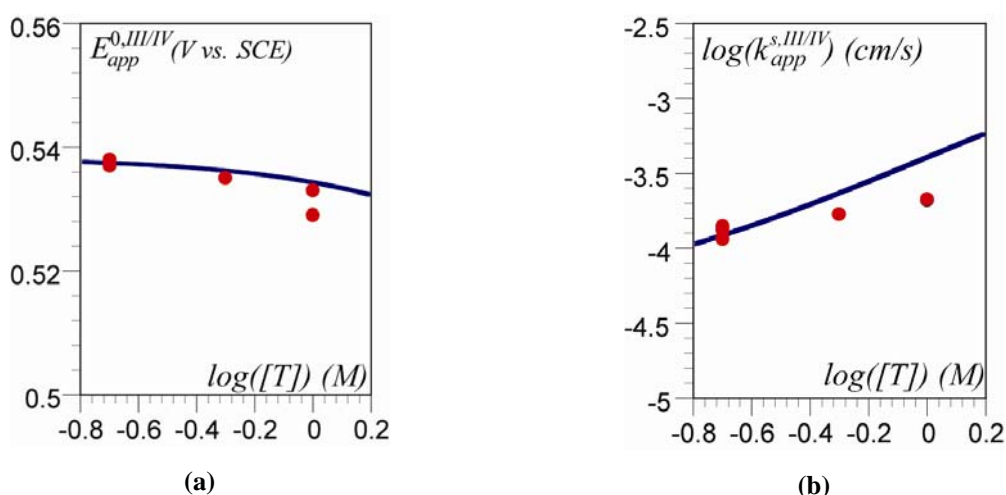 0.56
E^{0,III/IV}_{app} (V vs. SCE)
0.54
0.52
0.5
log([T]) (M)
-0.8 -0.6 -0.4 -0.2 0 0.2
(a)
-2.5
log(k^{s,III/IV}_{app}) (cm/s)
-3
-3.5
-4
-4.5
-5
log([T]) (M)
-0.8 -0.6 -0.4 -0.2 0 0.2
(b)